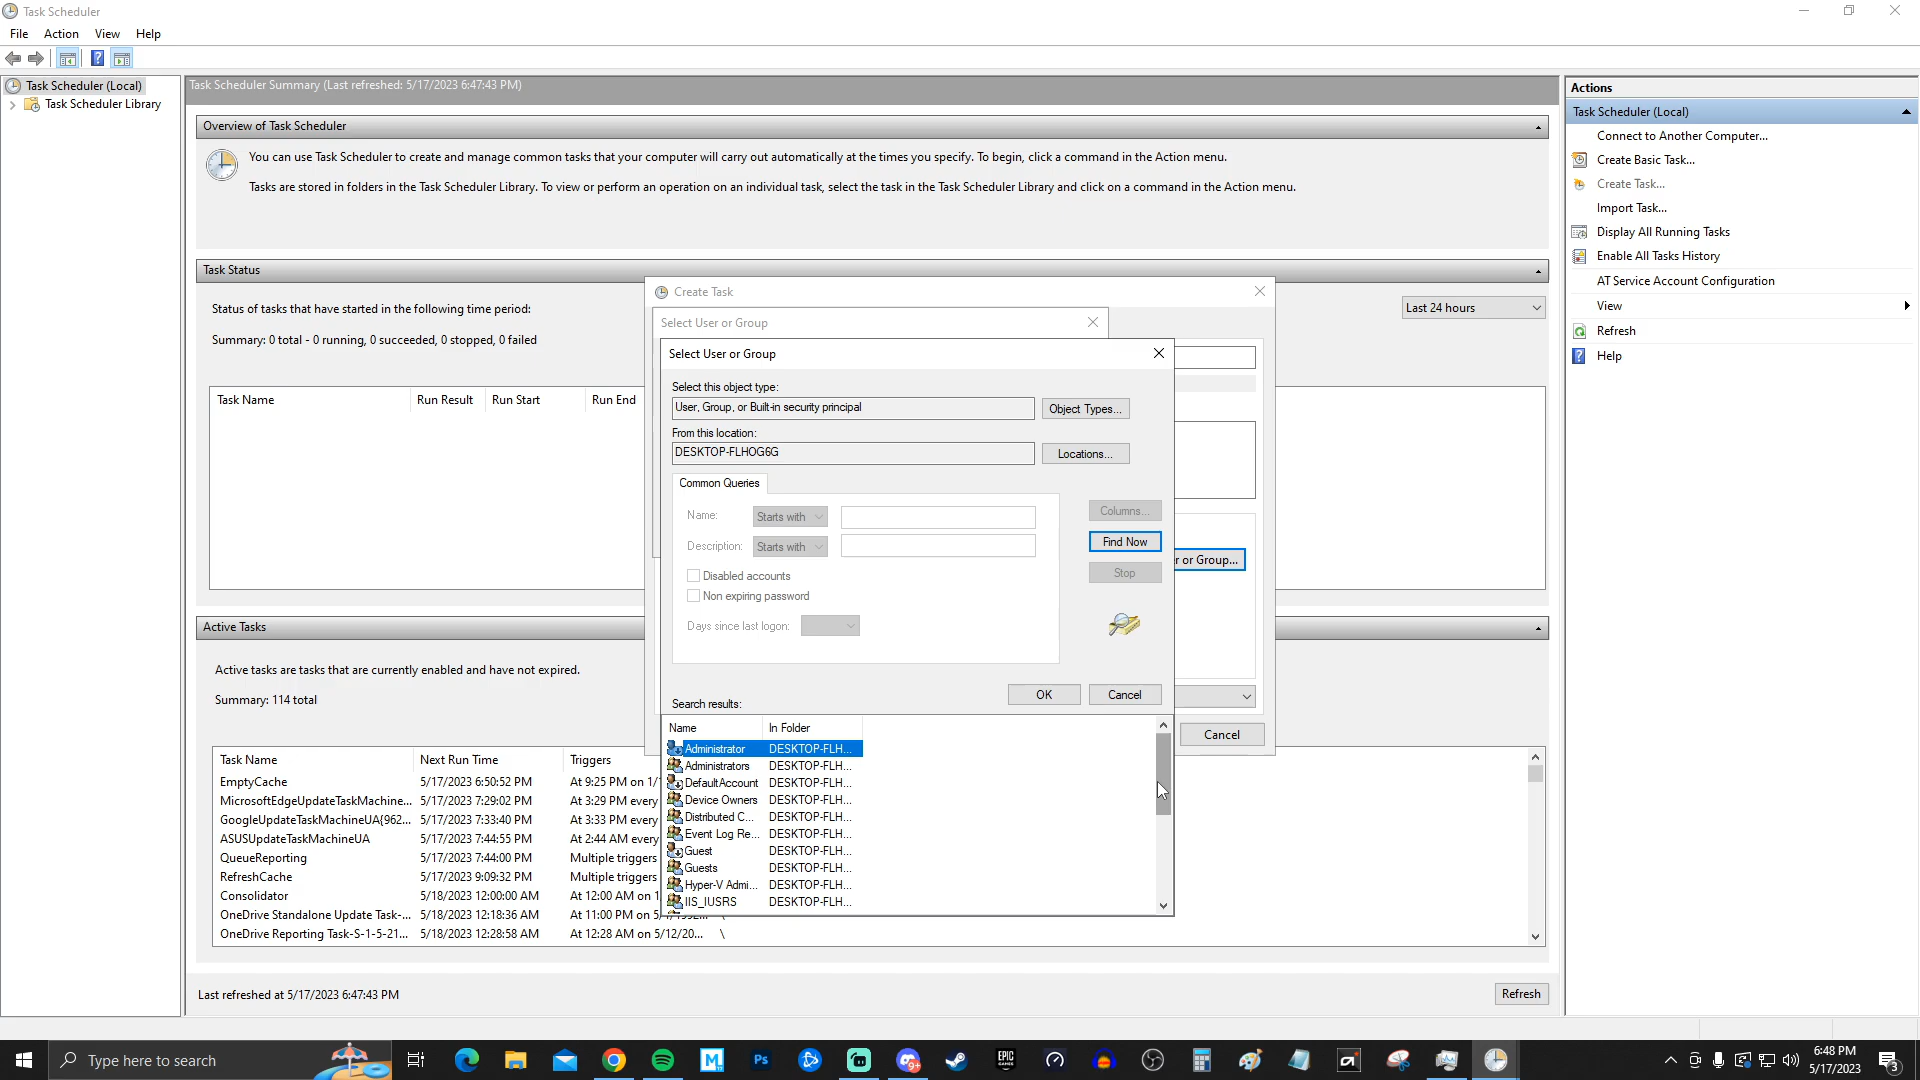 Task Scheduler
File Action View Help
Task Scheduler (Local)
Task Scheduler Library
Task Scheduler Summary (Last refreshed: 5/17/2023 6:47:43 PM)
Overview of Task Scheduler
You can use Task Scheduler to create and manage common tasks that your computer will carry out automatically at the times you specify. To begin, click a command in the Action menu.
Tasks are stored in folders in the Task Scheduler Library. To view or perform an operation on an individual task, select the task in the Task Scheduler Library and click on a command in the Action menu.
Task Status
Status of tasks that have started in the following time period:
Last 24 hours
Summary: 0 total - 0 running, 0 succeeded, 0 stopped, 0 failed
Task Name Run Result Run Start Run End
Active Tasks
Active tasks are tasks that are currently enabled and have not expired.
Summary: 114 total
Task Name Next Run Time Triggers
EmptyCache 5/17/2023 6:50:52 PM At 9:25 PM on 1/
MicrosoftEdgeUpdateTaskMachine... 5/17/2023 7:29:02 PM At 3:29 PM every
GoogleUpdateTaskMachineUA{962... 5/17/2023 7:33:40 PM At 3:33 PM every
ASUSUpdateTaskMachineUA 5/17/2023 7:44:55 PM At 2:44 AM every
QueueReporting 5/17/2023 7:44:00 PM Multiple triggers
RefreshCache 5/17/2023 9:09:32 PM Multiple triggers
Consolidator 5/18/2023 12:00:00 AM At 12:00 AM on 1
OneDrive Standalone Update Task-... 5/18/2023 12:18:36 AM At 11:00 PM on 5/1/1992... \
OneDrive Reporting Task-S-1-5-21... 5/18/2023 12:28:58 AM At 12:28 AM on 5/12/20... \
Last refreshed at 5/17/2023 6:47:43 PM
Refresh
Create Task
Select User or Group
r or Group...
Cancel
Select User or Group
Select this object type:
User, Group, or Built-in security principal
Object Types...
From this location:
DESKTOP-FLHOG6G
Locations...
Common Queries
Name: Starts with
Description: Starts with
Disabled accounts
Non expiring password
Days since last logon:
Columns...
Find Now
Stop
OK Cancel
Search results:
Name In Folder
Administrator DESKTOP-FLH...
Administrators DESKTOP-FLH...
DefaultAccount DESKTOP-FLH...
Device Owners DESKTOP-FLH...
Distributed C... DESKTOP-FLH...
Event Log Re... DESKTOP-FLH...
Guest DESKTOP-FLH...
Guests DESKTOP-FLH...
Hyper-V Admi... DESKTOP-FLH...
IIS_IUSRS DESKTOP-FLH...
Actions
Task Scheduler (Local)
Connect to Another Computer...
Create Basic Task...
Create Task...
Import Task...
Display All Running Tasks
Enable All Tasks History
AT Service Account Configuration
View
Refresh
Help
Type here to search
Ps
9+
EPIC GAMES
6:48 PM
5/17/2023
3